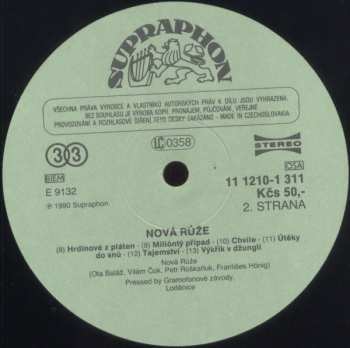 SUPRAPHON
VŠECHNA PRÁVA VÝROBCE A VLASTNÍKŮ AUTORSKÝCH PRÁV K DÍLU JSOU VYHRAZENA.
BEZ SOUHLASU JE VÝROBA KOPIÍ, PRONÁJEM, PŮJČOVÁNÍ, VEŘEJNÉ
PROVOZOVÁNÍ A ROZHLASOVÉ ŠÍŘENÍ TÉTO DESKY ZAKÁZÁNO - MADE IN CZECHOSLOVAKIA
33
LC 0358
STEREO
BIEM
OSA
E 9132
11 1210-1 311
Kčs 50,-
℗ 1990 Supraphon
2. STRANA
NOVÁ RŮŽE
(8) Hrdinové z pláten - (9) Milióntý případ - (10) Chvíle - (11) Útěky
do snů - (12) Tajemství - (13) Výkřik v džungli
Nová Růže
(Ota Baláž, Vilém Čok, Petr Roškaňuk, František Hönig)
Pressed by Gramofonové závody,
Loděnice